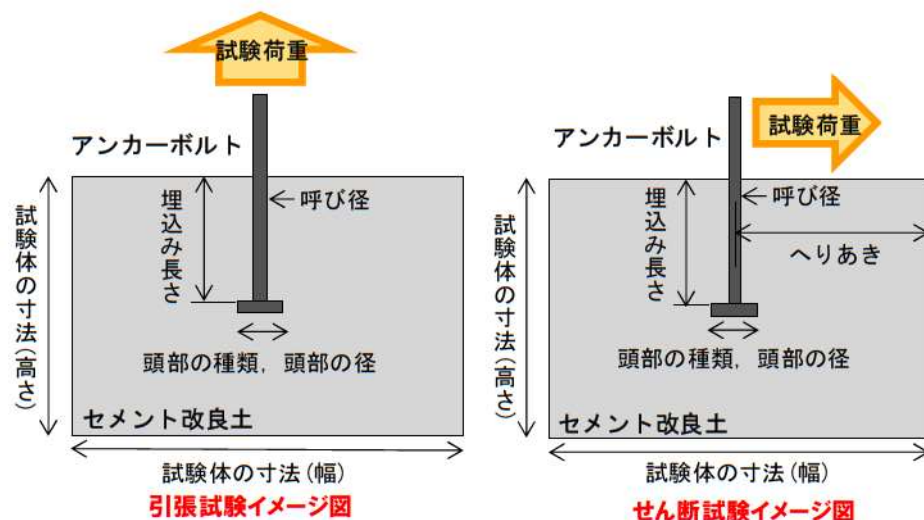 試験荷重
アンカーボルト
呼び径
埋込み長さ
試験体の寸法(高さ)
頭部の種類，頭部の径
セメント改良土
試験体の寸法(幅)
引張試験イメージ図
試験荷重
アンカーボルト
呼び径
埋込み長さ
へりあき
試験体の寸法(高さ)
頭部の種類，頭部の径
セメント改良土
試験体の寸法(幅)
せん断試験イメージ図